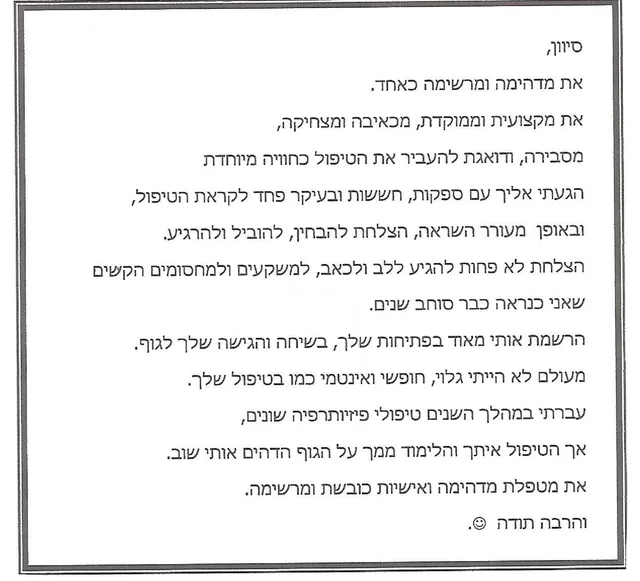 סיוון,
את מדהימה ומרשימה כאחד.
את מקצועית וממוקדת, מכאיבה ומצחיקה,
מסבירה, ודואגת להעביר את הטיפול כחוויה מיוחדת
הגעתי אליך עם ספקות, חששות ובעיקר פחד לקראת הטיפול,
ובאופן מעורר השראה, הצלחת להבחין, להוביל ולהרגיע.
הצלחת לא פחות להגיע ללב ולכאב, למשקעים ולמחסומים הקשים
שאני כנראה כבר סוחב שנים.
הרשמת אותי מאוד בפתיחות שלך, בשיחה והגישה שלך לגוף.
מעולם לא הייתי גלוי, חופשי ואינטמי כמו בטיפול שלך.
עברתי במהלך השנים טיפולי פיזיותרפיה שונים,
אך הטיפול איתך והלימוד ממך על הגוף הדהים אותי שוב.
את מטפלת מדהימה ואישיות כובשת ומרשימה.
והרבה תודה ☺.